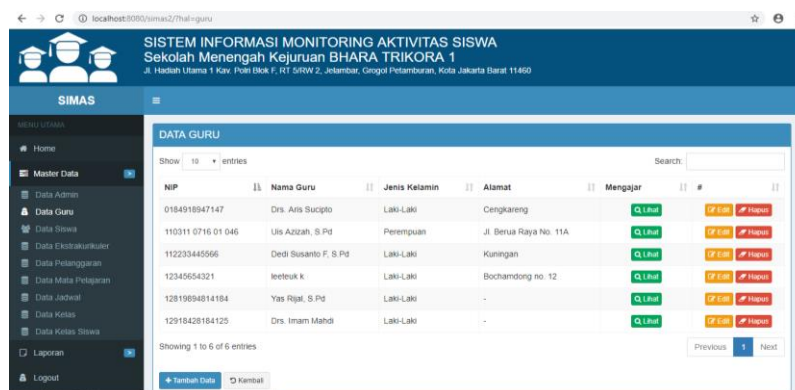 localhost:8080/simas2/?hal=guru
SISTEM INFORMASI MONITORING AKTIVITAS SISWA
Sekolah Menengah Kejuruan BHARA TRIKORA 1
Jl. Hadiah Utama 1 Kav. Polri Blok F, RT 5/RW 2, Jelambar, Grogol Petamburan, Kota Jakarta Barat 11460
SIMAS
MENU UTAMA
Home
Master Data
Data Admin
Data Guru
Data Siswa
Data Ekstrakurikuler
Data Pelanggaran
Data Mata Pelajaran
Data Jadwal
Data Kelas
Data Kelas Siswa
Laporan
Logout
DATA GURU
Show 10 entries Search:
NIP Nama Guru Jenis Kelamin Alamat Mengajar #
0184918947147 Drs. Aris Sucipto Laki-Laki Cengkareng Lihat Edit Hapus
110311 0716 01 046 Uis Azizah, S.Pd Perempuan Jl. Berua Raya No. 11A Lihat Edit Hapus
112233445566 Dedi Susanto F, S.Pd Laki-Laki Kuningan Lihat Edit Hapus
12345654321 leeteuk k Laki-Laki Bochamdong no. 12 Lihat Edit Hapus
12819894814184 Yas Rijal, S.Pd Laki-Laki - Lihat Edit Hapus
12918428184125 Drs. Imam Mahdi Laki-Laki - Lihat Edit Hapus
Showing 1 to 6 of 6 entries Previous 1 Next
+ Tambah Data Kembali